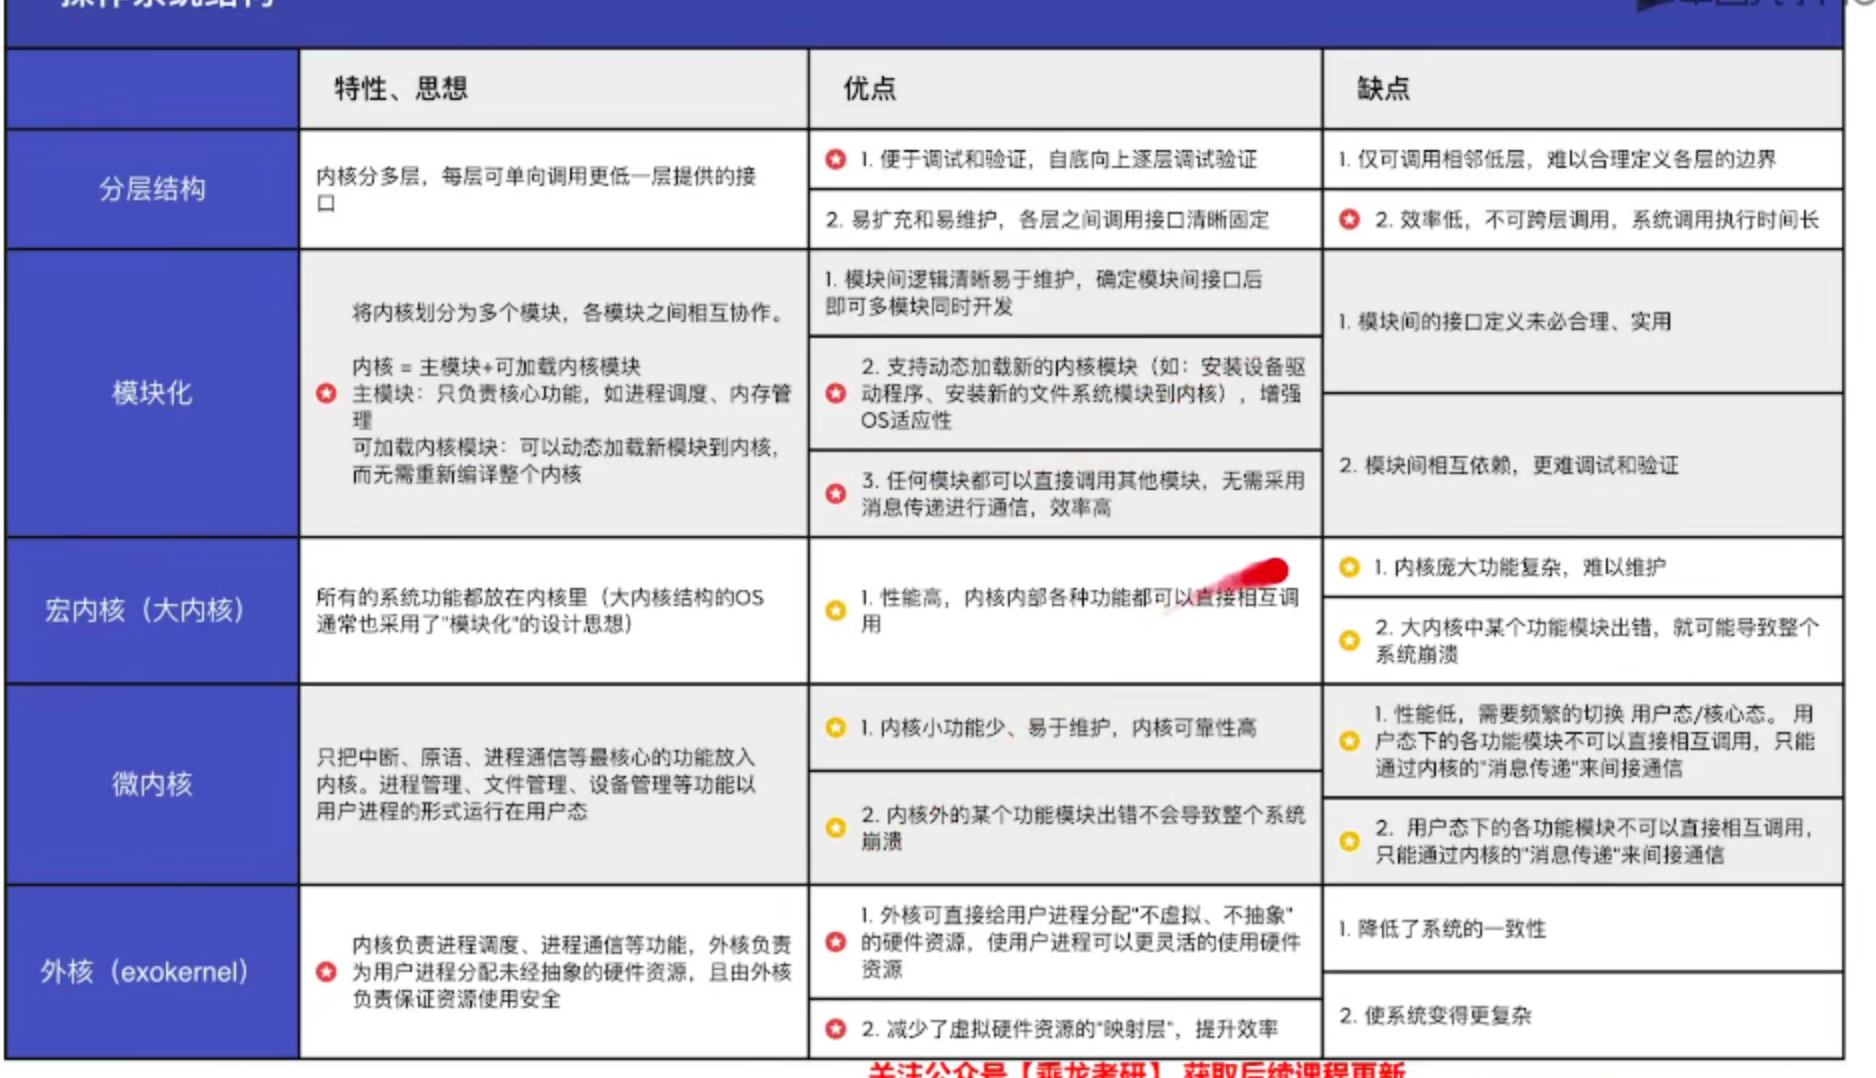 操作系统结构
特性、思想
优点
缺点
分层结构
内核分多层，每层可单向调用更低一层提供的接
口
1. 便于调试和验证，自底向上逐层调试验证
2. 易扩充和易维护，各层之间调用接口清晰固定
1. 仅可调用相邻低层，难以合理定义各层的边界
2. 效率低，不可跨层调用，系统调用执行时间长
模块化
将内核划分为多个模块，各模块之间相互协作。
内核 = 主模块+可加载内核模块
主模块：只负责核心功能，如进程调度、内存管
理
可加载内核模块：可以动态加载新模块到内核，
而无需重新编译整个内核
1. 模块间逻辑清晰易于维护，确定模块间接口后
即可多模块同时开发
2. 支持动态加载新的内核模块（如：安装设备驱
动程序、安装新的文件系统模块到内核），增强
OS适应性
3. 任何模块都可以直接调用其他模块，无需采用
消息传递进行通信，效率高
1. 模块间的接口定义未必合理、实用
2. 模块间相互依赖，更难调试和验证
宏内核（大内核）
所有的系统功能都放在内核里（大内核结构的OS
通常也采用了"模块化"的设计思想）
1. 性能高，内核内部各种功能都可以直接相互调
用
1. 内核庞大功能复杂，难以维护
2. 大内核中某个功能模块出错，就可能导致整个
系统崩溃
微内核
只把中断、原语、进程通信等最核心的功能放入
内核。进程管理、文件管理、设备管理等功能以
用户进程的形式运行在用户态
1. 内核小功能少、易于维护，内核可靠性高
2. 内核外的某个功能模块出错不会导致整个系统
崩溃
1. 性能低，需要频繁的切换 用户态/核心态。 用
户态下的各功能模块不可以直接相互调用，只能
通过内核的"消息传递"来间接通信
2. 用户态下的各功能模块不可以直接相互调用，
只能通过内核的"消息传递"来间接通信
外核（exokernel）
内核负责进程调度、进程通信等功能，外核负责
为用户进程分配未经抽象的硬件资源，且由外核
负责保证资源使用安全
1. 外核可直接给用户进程分配"不虚拟、不抽象"
的硬件资源，使用户进程可以更灵活的使用硬件
资源
2. 减少了虚拟硬件资源的"映射层"，提升效率
1. 降低了系统的一致性
2. 使系统变得更复杂
关注公众号【乘龙考研】 获取后续课程更新